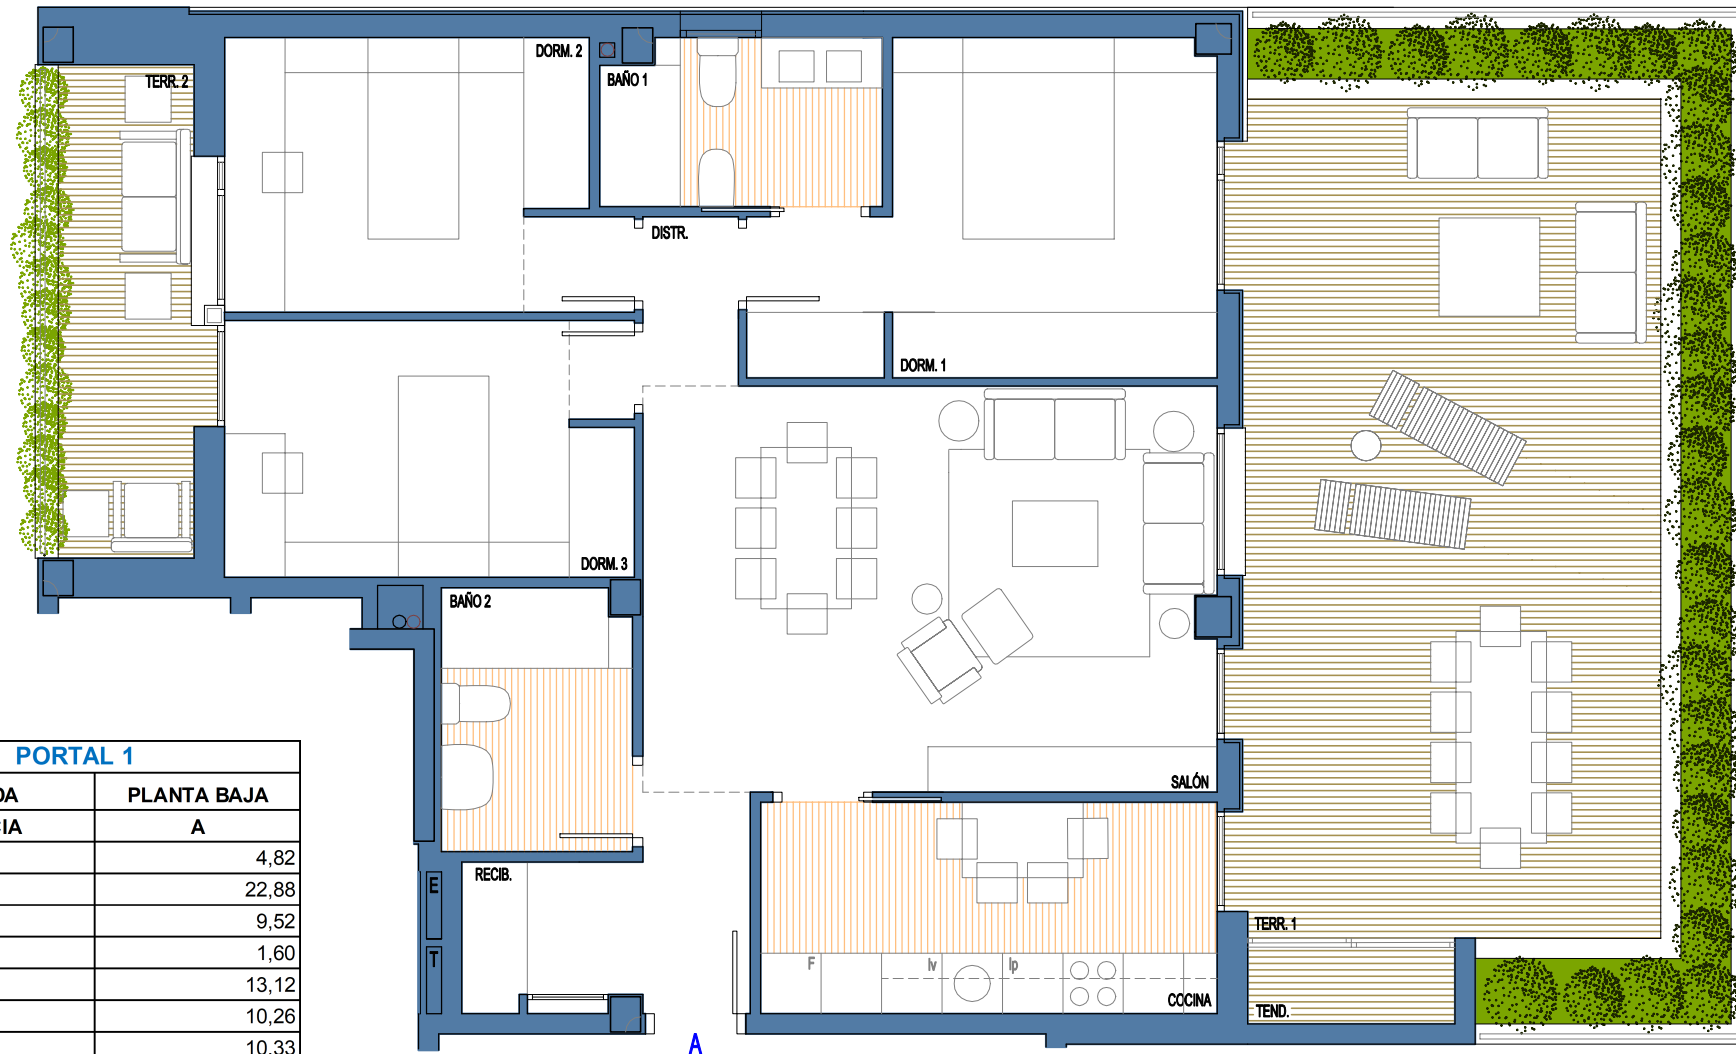 DORM. 2
BAÑO 1
TERR. 2
DISTR.
DORM. 1
DORM. 3
BAÑO 2
SALÓN
RECIB.
E
T
F
lv
lp
COCINA
TERR. 1
TEND.
A
PORTAL 1
DA PLANTA BAJA
CIA A
4,82
22,88
9,52
1,60
13,12
10,26
10,33